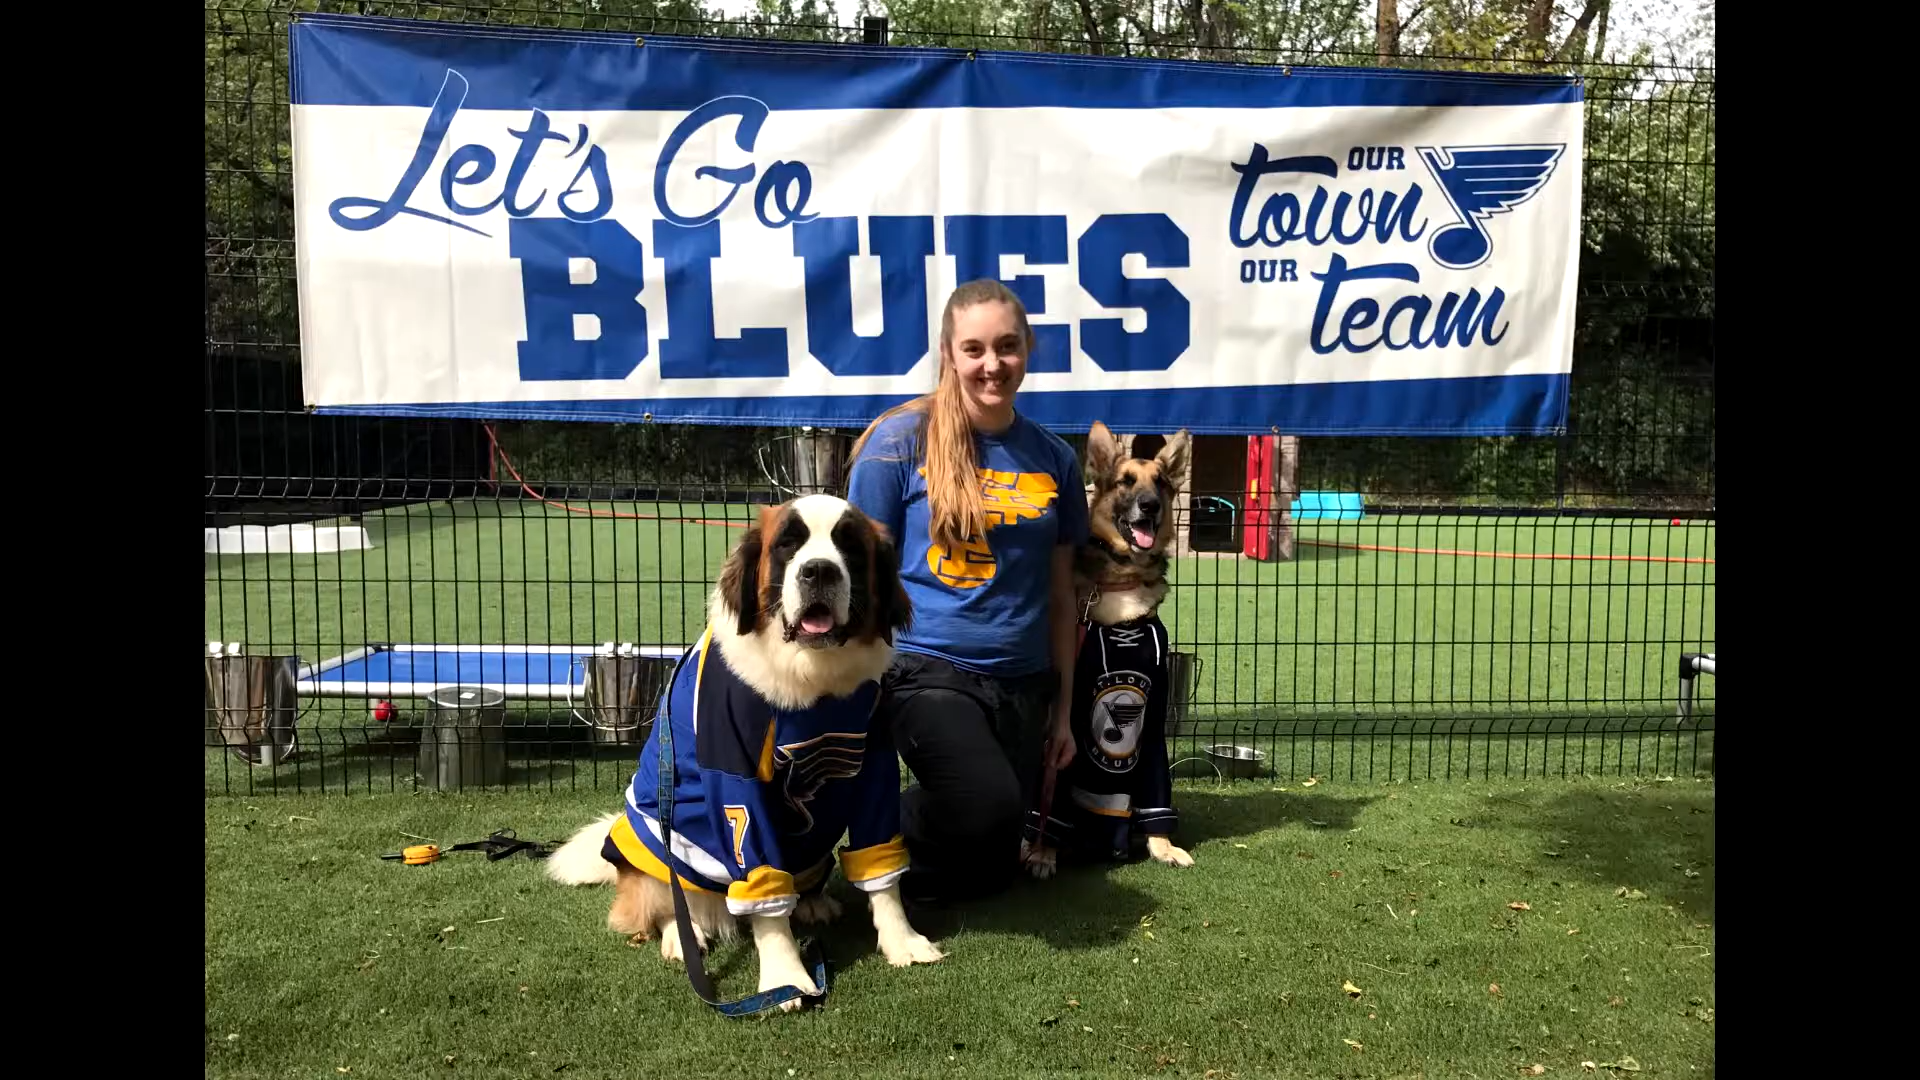 Let's Go
BLUES
OUR
town
OUR
team
7
ST. LOUIS
BLUES